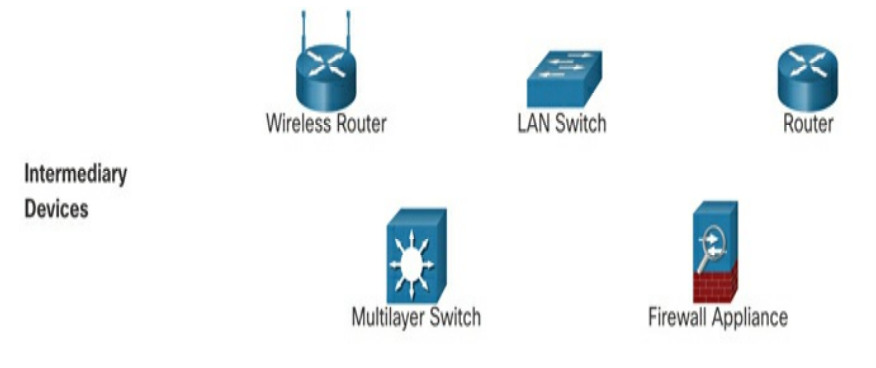 Wireless Router
LAN Switch
Router
Intermediary
Devices
Multilayer Switch
Firewall Appliance